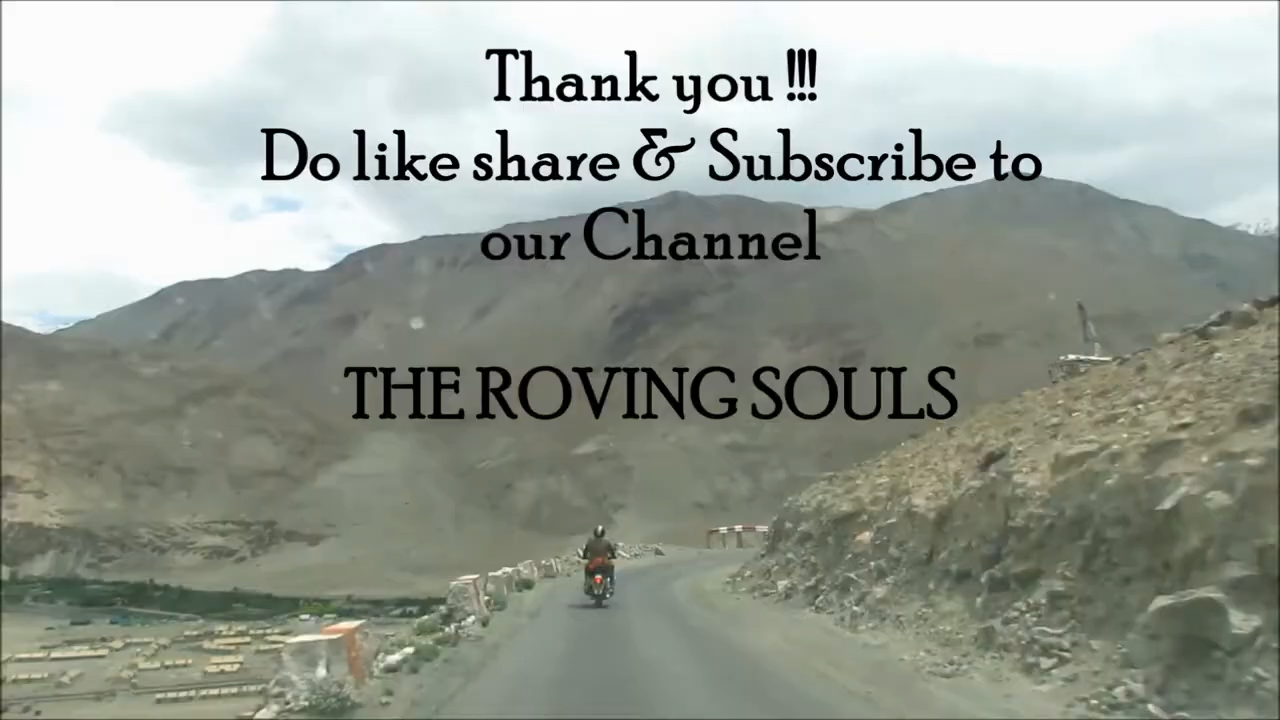 Thank you !!!
Do like share & Subscribe to
our Channel
THE ROVING SOULS